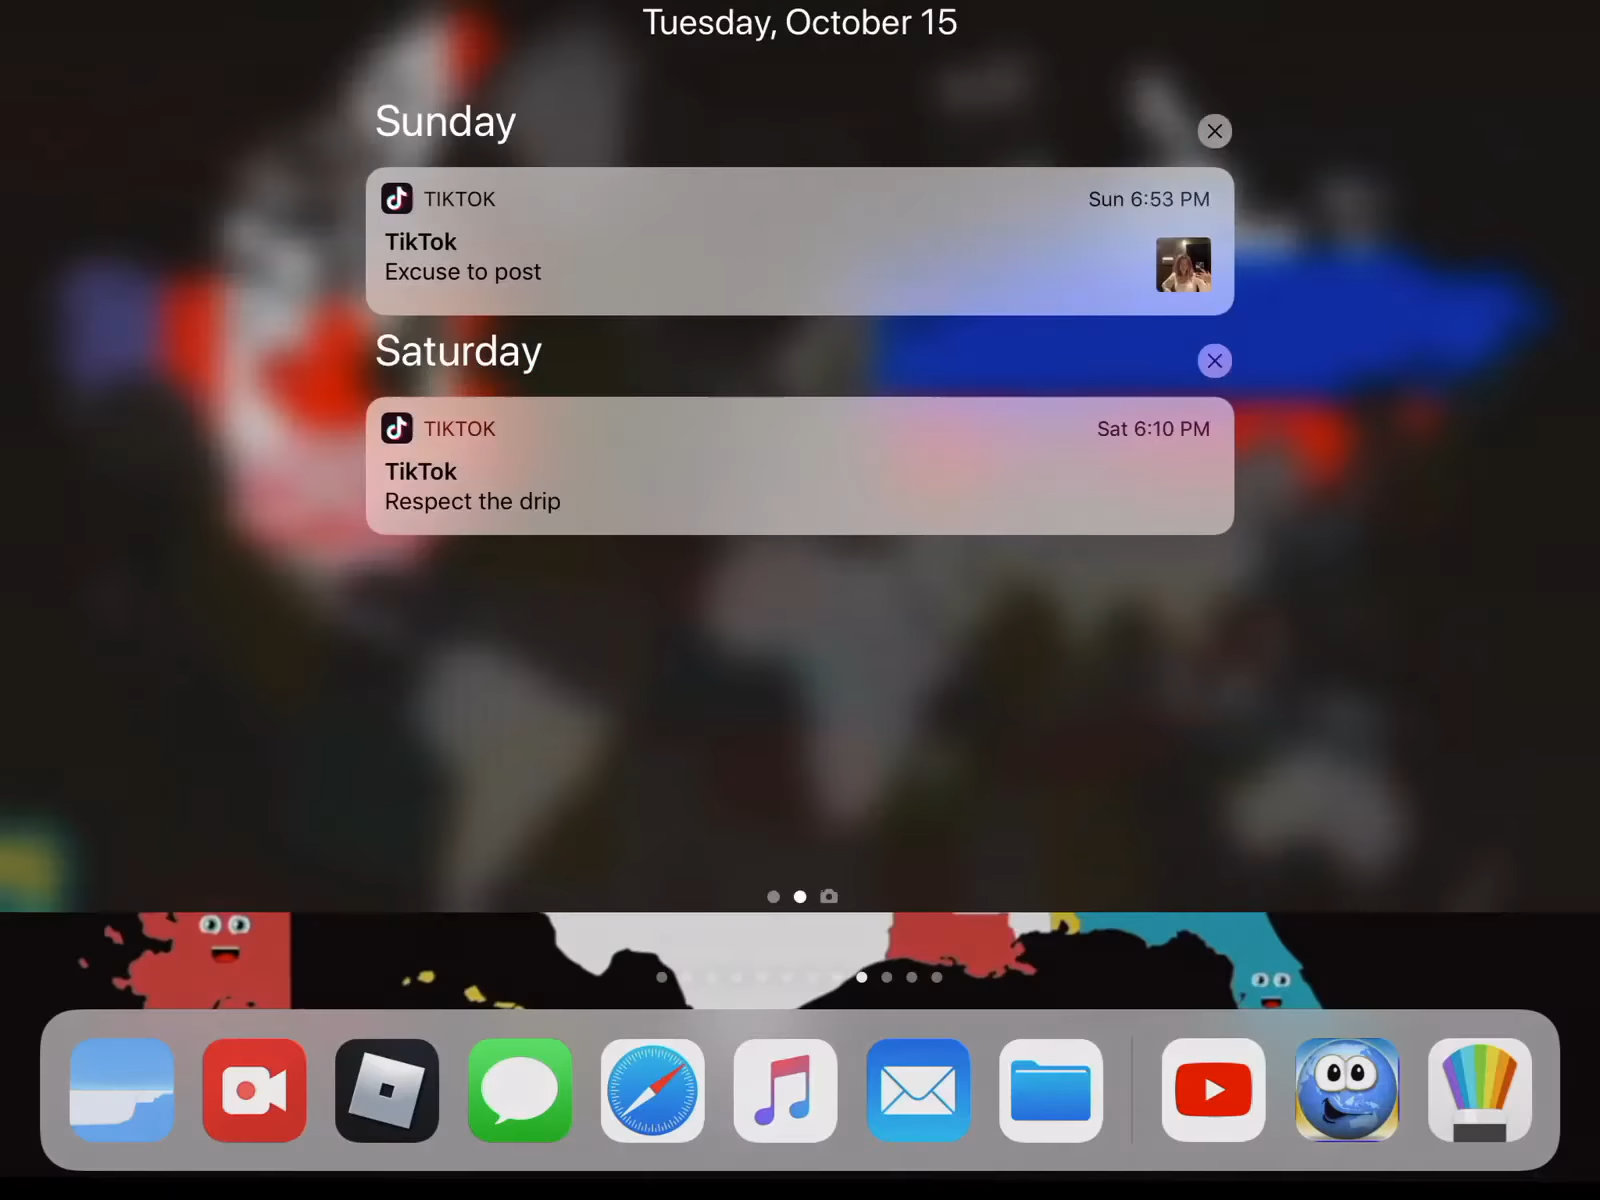 Tuesday, October 15
Sunday
TIKTOK
Sun 6:53 PM
TikTok
Excuse to post
Saturday
TIKTOK
Sat 6:10 PM
TikTok
Respect the drip